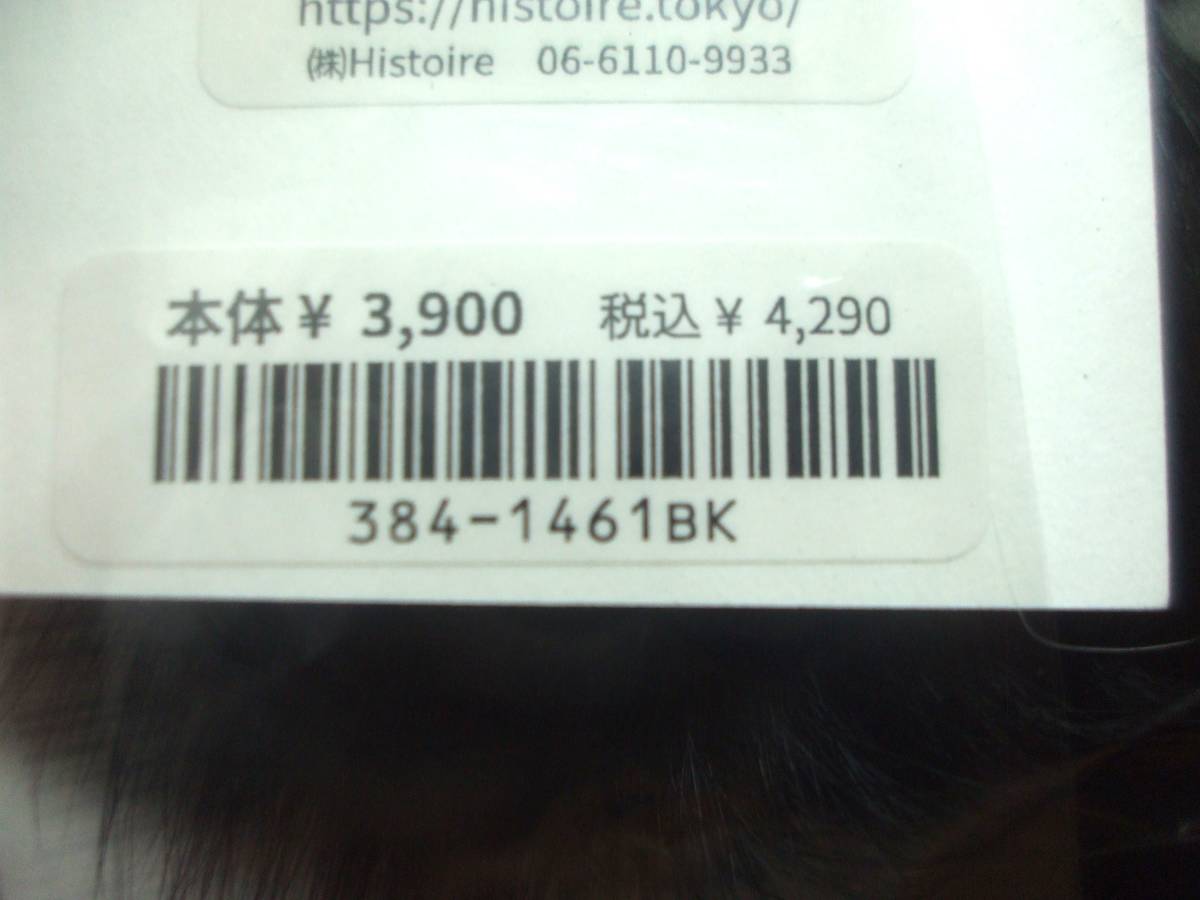 https://histoire.tokyo/
㈱Histoire 06-6110-9933
本体¥ 3,900 税込¥ 4,290
384-1461BK